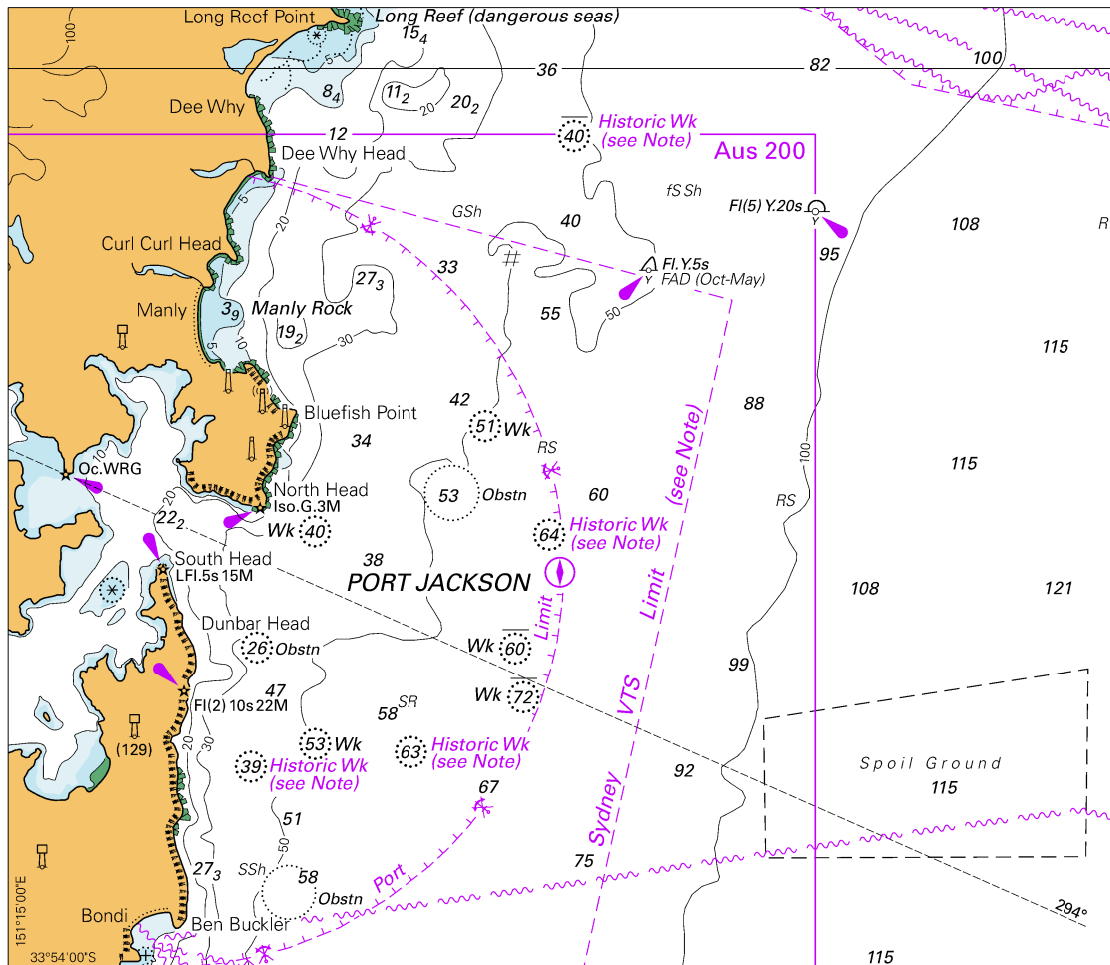 Long Reef Point
Long Reef (dangerous seas)
100
15₄
5
36
82
100
Dee Why
8₄
11₂
20
20₂
12
40
Historic Wk
(see Note)
Aus 200
Dee Why Head
5
20
fS Sh
Fl(5) Y.20s
Y
GSh
40
108
R
Curl Curl Head
95
33
Fl.Y.5s
Y
FAD (Oct-May)
27₃
Manly
3₉
Manly Rock
19₂
55
50
30
5
10
115
88
42
Bluefish Point
51
Wk
34
RS
(see Note)
115
100
10
Oc.WRG
North Head
Iso.G.3M
53
Obstn
60
RS
20
22₂
Wk
40
64
Historic Wk
(see Note)
38
South Head
LFl.5s 15M
PORT JACKSON
Limit
Limit
108
121
Dunbar Head
26
Obstn
Wk
60
99
47
Wk
72
VTS
Fl(2) 10s 22M
SR
58
(129)
20
30
53
Wk
63
Historic Wk
(see Note)
39
Historic Wk
(see Note)
92
Spoil Ground
115
67
51
Sydney
50
75
27₃
SSh
58
Obstn
Port
Bondi
Ben Buckler
294°
151°15'00"E
33°54'00"S
115